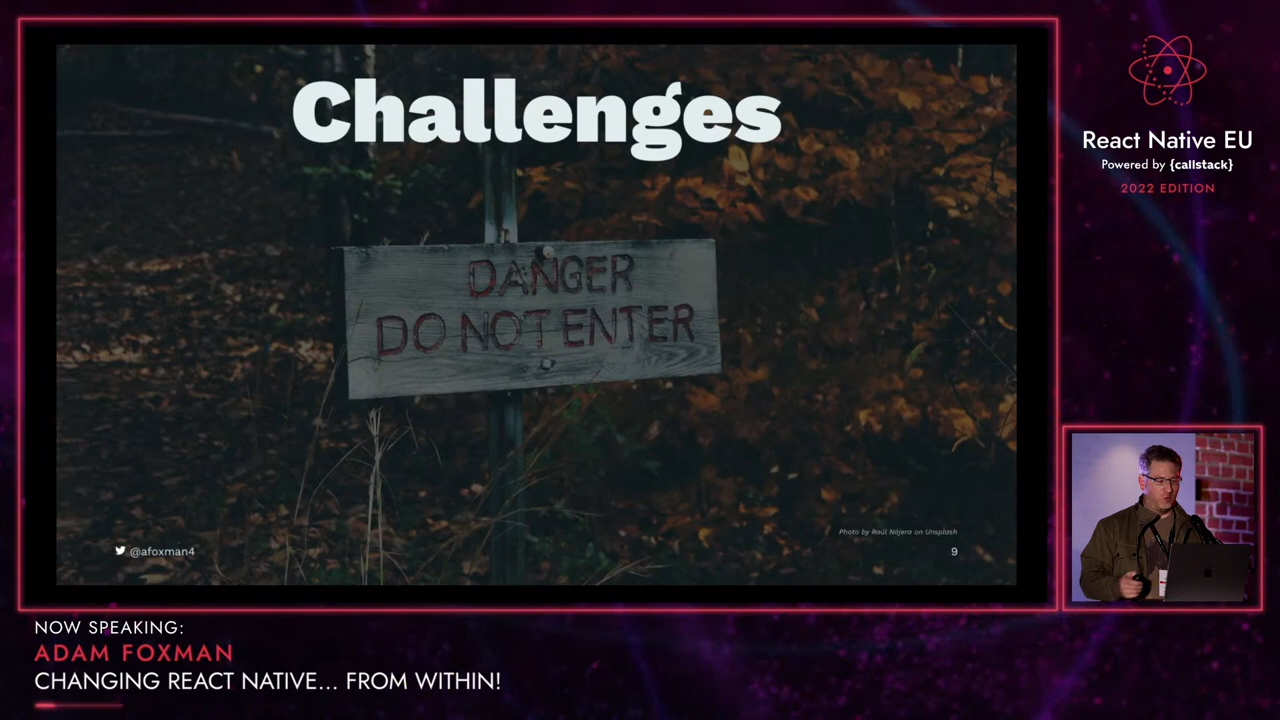 Challenges
DANGER
DO NOT ENTER
Photo by Raúl Nájera on Unsplash
@afoxman4
9
React Native EU
Powered by {callstack}
2022 EDITION
NOW SPEAKING:
ADAM FOXMAN
CHANGING REACT NATIVE... FROM WITHIN!